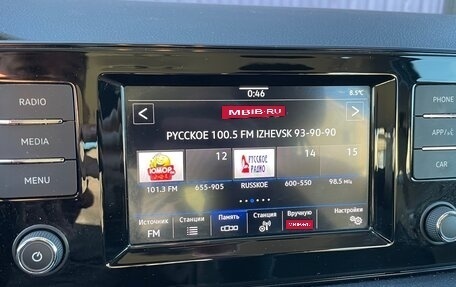 0:46
8.5℃
RADIO
MEDIA
MENU
< MBIB.RU >
РУССКОЕ 100.5 FM IZHEVSK 93-90-90
12
14
15
ЮМОР
РУССКОЕ РАДИО
101.3 FM
655-905
RUSSKOE
600-550
98.5 МГц
Источник
FM
Станции
Память
Станция
Вручную
Настройки
PHONE
APP/
CAR